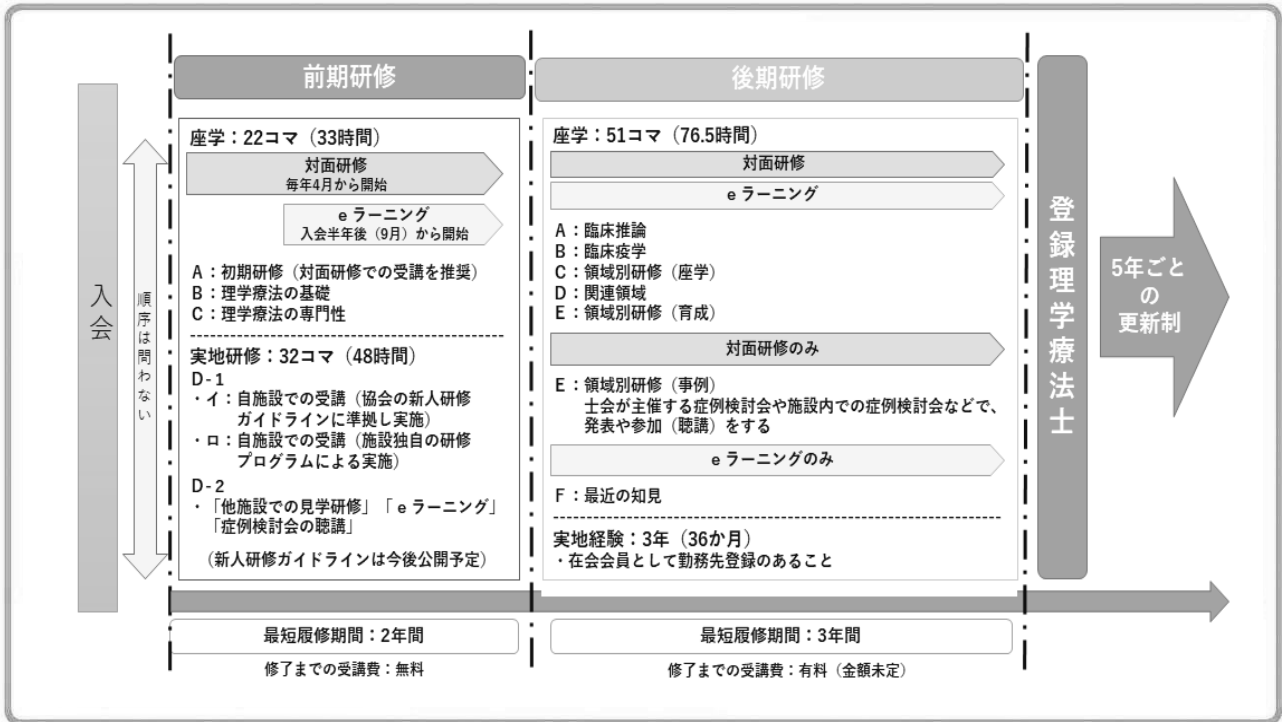 入会
順序は問わない
前期研修
座学：22コマ（33時間）
対面研修
毎年4月から開始
e ラーニング
入会半年後（9月）から開始
A：初期研修（対面研修での受講を推奨）
B：理学療法の基礎
C：理学療法の専門性
実地研修：32コマ（48時間）
D-1
・イ：自施設での受講（協会の新人研修
ガイドラインに準拠し実施）
・ロ：自施設での受講（施設独自の研修
プログラムによる実施）
D-2
・「他施設での見学研修」「 e ラーニング」
「症例検討会の聴講」
（新人研修ガイドラインは今後公開予定）
最短履修期間：2年間
修了までの受講費：無料
後期研修
座学：51コマ（76.5時間）
対面研修
e ラーニング
A：臨床推論
B：臨床疫学
C：領域別研修（座学）
D：関連領域
E：領域別研修（育成）
対面研修のみ
E：領域別研修（事例）
士会が主催する症例検討会や施設内での症例検討会などで、
発表や参加（聴講）をする
e ラーニングのみ
F：最近の知見
実地経験：3年（36か月）
・在会会員として勤務先登録のあること
最短履修期間：3年間
修了までの受講費：有料（金額未定）
登録理学療法士
5年ごと
の
更新制